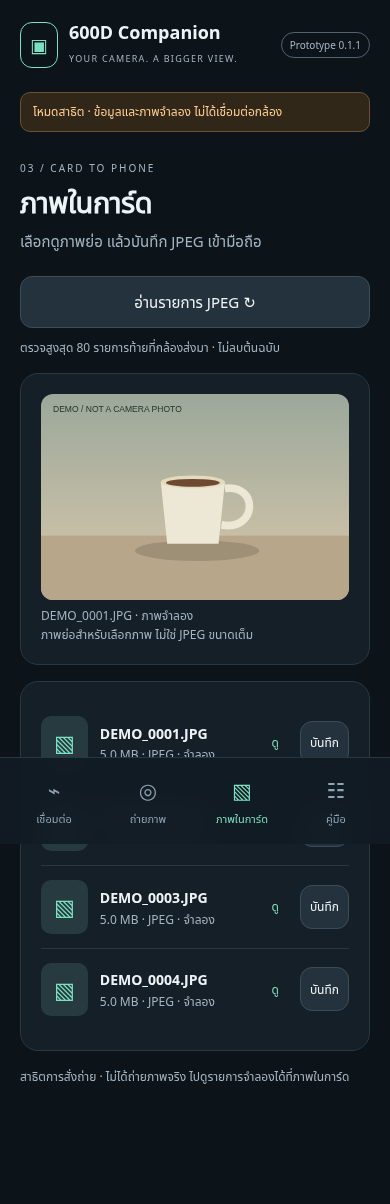 600D Companion
YOUR CAMERA. A BIGGER VIEW.
Prototype 0.1.1
โหมดสาธิต · ข้อมูลและภาพจำลอง ไม่ได้เชื่อมต่อกล้อง
03 / CARD TO PHONE
ภาพในการ์ด
เลือกดูภาพย่อ แล้วบันทึก JPEG เข้ามือถือ
อ่านรายการ JPEG ↻
ตรวจสูงสุด 80 รายการท้ายที่กล้องส่งมา · ไม่ลบต้นฉบับ
DEMO / NOT A CAMERA PHOTO
DEMO_0001.JPG · ภาพจำลอง
ภาพย่อสำหรับเลือกภาพ ไม่ใช่ JPEG ขนาดเต็ม
DEMO_0001.JPG
5.0 MB · JPEG · จำลอง
ดู
บันทึก
เชื่อมต่อ
ถ่ายภาพ
ภาพในการ์ด
คู่มือ
DEMO_0003.JPG
5.0 MB · JPEG · จำลอง
ดู
บันทึก
DEMO_0004.JPG
5.0 MB · JPEG · จำลอง
ดู
บันทึก
สาธิตการสั่งถ่าย · ไม่ได้ถ่ายภาพจริง ไปดูรายการจำลองได้ที่ภาพในการ์ด